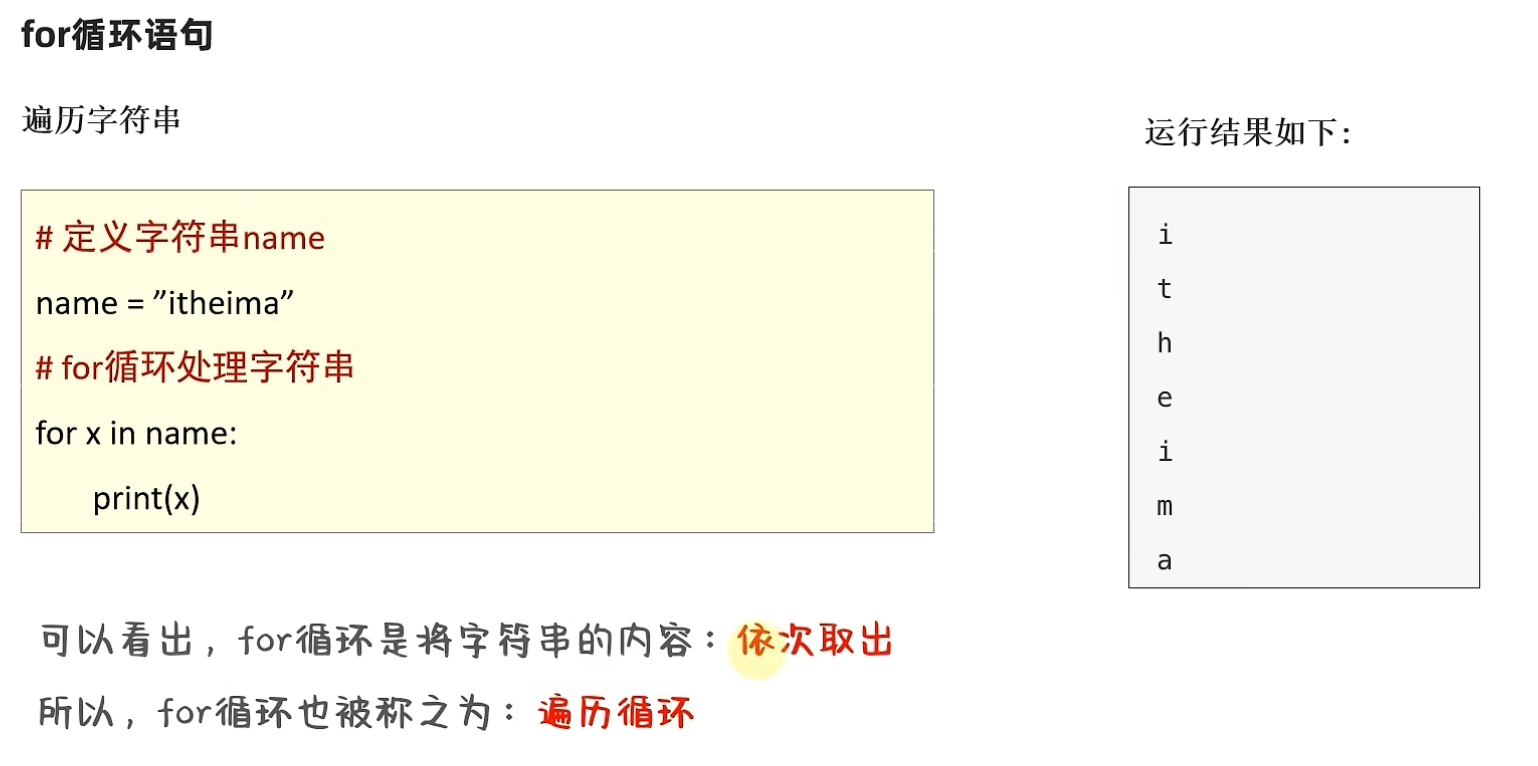 for循环语句
遍历字符串
# 定义字符串name
name = ”itheima”
# for循环处理字符串
for x in name:
print(x)
运行结果如下:
i
t
h
e
i
m
a
可以看出，for循环是将字符串的内容：依次取出
所以，for循环也被称之为：遍历循环